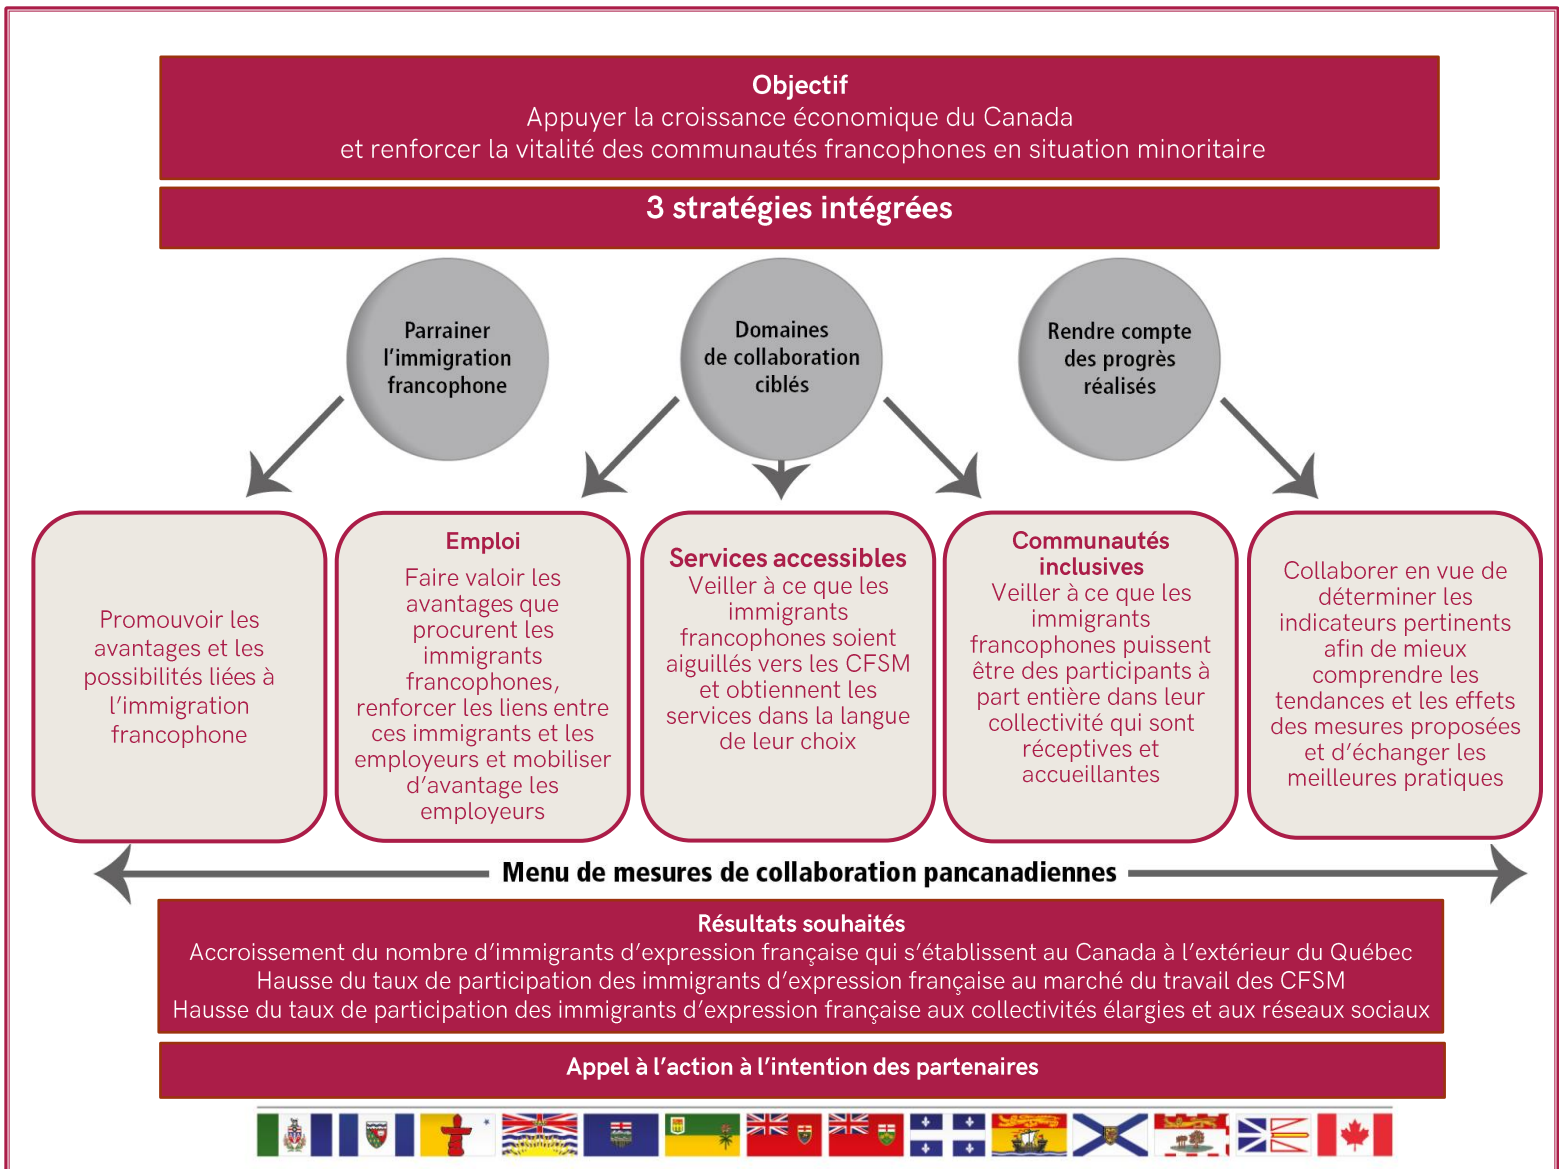 Objectif
Appuyer la croissance économique du Canada
et renforcer la vitalité des communautés francophones en situation minoritaire
3 stratégies intégrées
Parrainer
l’immigration
francophone
Domaines
de collaboration
ciblés
Rendre compte
des progrès
réalisés
Promouvoir les
avantages et les
possibilités liées à
l’immigration
francophone
Emploi
Faire valoir les
avantages que
procurent les
immigrants
francophones,
renforcer les liens entre
ces immigrants et les
employeurs et mobiliser
d’avantage les
employeurs
Services accessibles
Veiller à ce que les
immigrants
francophones soient
aiguillés vers les CFSM
et obtiennent les
services dans la langue
de leur choix
Communautés
inclusives
Veiller à ce que les
immigrants
francophones puissent
être des participants à
part entière dans leur
collectivité qui sont
réceptives et
accueillantes
Collaborer en vue de
déterminer les
indicateurs pertinents
afin de mieux
comprendre les
tendances et les effets
des mesures proposées
et d’échanger les
meilleures pratiques
Menu de mesures de collaboration pancanadiennes
Résultats souhaités
Accroissement du nombre d’immigrants d’expression française qui s’établissent au Canada à l’extérieur du Québec
Hausse du taux de participation des immigrants d’expression française au marché du travail des CFSM
Hausse du taux de participation des immigrants d’expression française aux collectivités élargies et aux réseaux sociaux
Appel à l’action à l’intention des partenaires